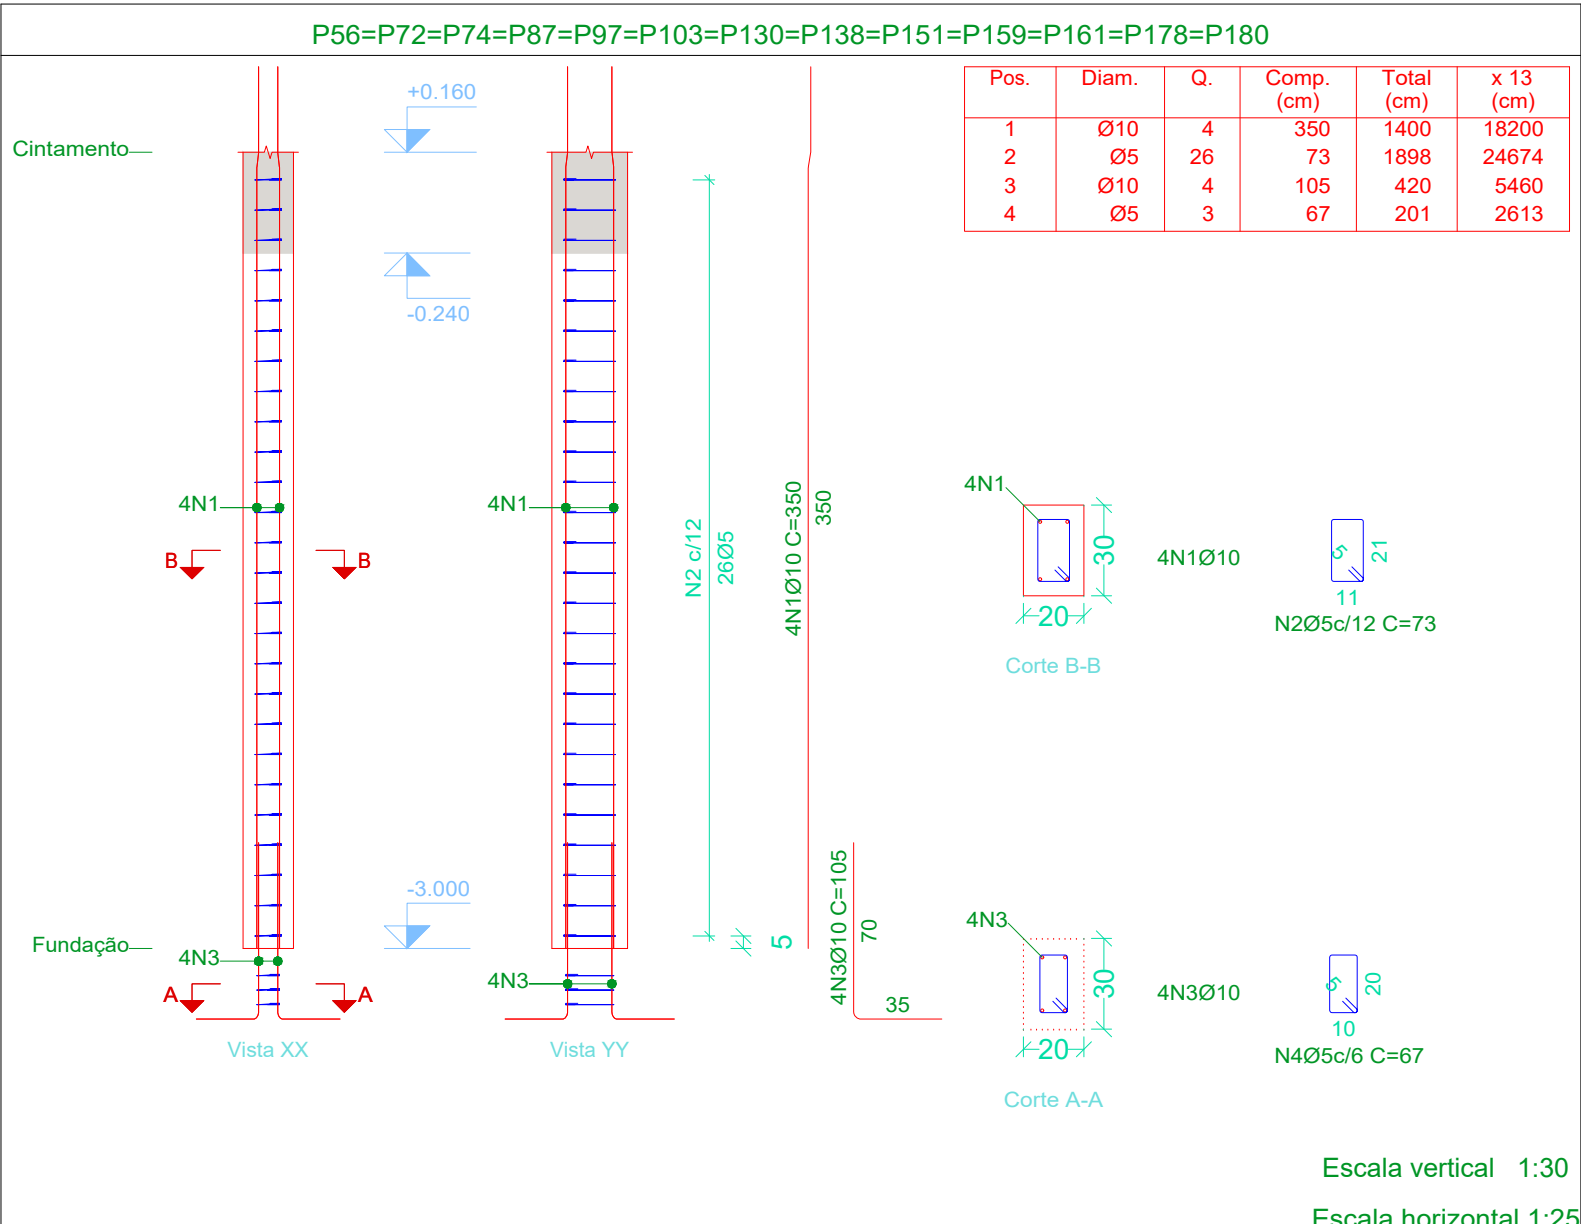 P56=P72=P74=P87=P97=P103=P130=P138=P151=P159=P161=P178=P180
Pos. Diam. Q. Comp. (cm) Total (cm) x 13 (cm)
1 Ø10 4 350 1400 18200
2 Ø5 26 73 1898 24674
3 Ø10 4 105 420 5460
4 Ø5 3 67 201 2613
+0.160
Cintamento
-0.240
4N1
4N1
B
B
N2 c/12
26Ø5
4N1Ø10 C=350
350
4N1
30
20
4N1Ø10
5
21
11
N2Ø5c/12 C=73
Corte B-B
-3.000
Fundação
4N3
4N3
A
A
5
4N3Ø10 C=105
70
35
4N3
30
20
4N3Ø10
5
20
10
N4Ø5c/6 C=67
Vista XX
Vista YY
Corte A-A
Escala vertical 1:30
Escala horizontal 1:25